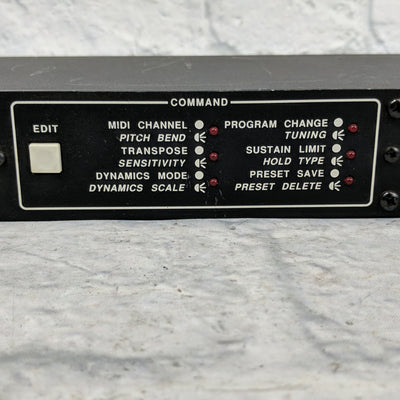 COMMAND
EDIT
MIDI CHANNEL
PITCH BEND
TRANSPOSE
SENSITIVITY
DYNAMICS MODE
DYNAMICS SCALE
PROGRAM CHANGE
TUNING
SUSTAIN LIMIT
HOLD TYPE
PRESET SAVE
PRESET DELETE